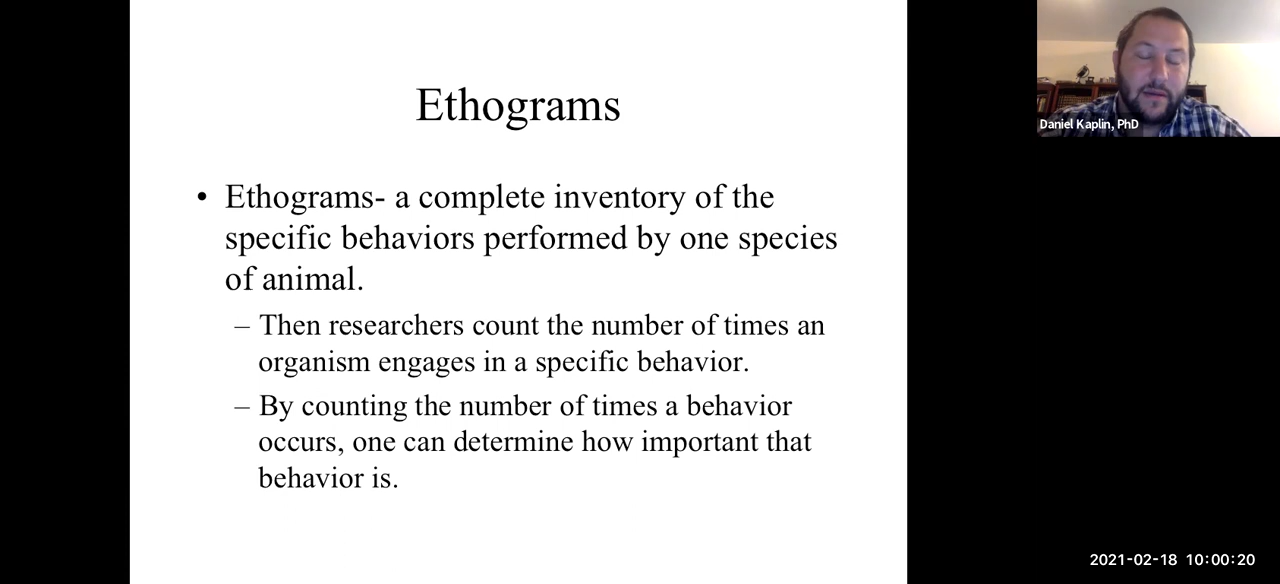 Ethograms
• Ethograms- a complete inventory of the
specific behaviors performed by one species
of animal.
– Then researchers count the number of times an
organism engages in a specific behavior.
– By counting the number of times a behavior
occurs, one can determine how important that
behavior is.
Daniel Kaplin, PhD
2021-02-18 10:00:20